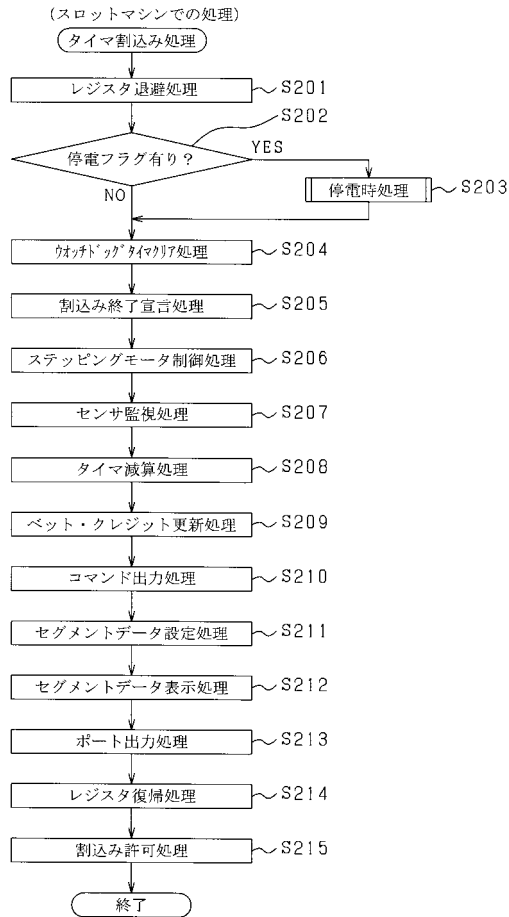 (スロットマシンでの処理)
タイマ割込み処理
レジスタ退避処理 S201
S202
停電フラグ有り？ YES
停電時処理 S203
NO
ｳｵｯﾁﾄﾞｯｸﾞﾀｲﾏｸﾘｱ処理 S204
割込み終了宣言処理 S205
ステッピングモータ制御処理 S206
センサ監視処理 S207
タイマ減算処理 S208
ベット・クレジット更新処理 S209
コマンド出力処理 S210
セグメントデータ設定処理 S211
セグメントデータ表示処理 S212
ポート出力処理 S213
レジスタ復帰処理 S214
割込み許可処理 S215
終了